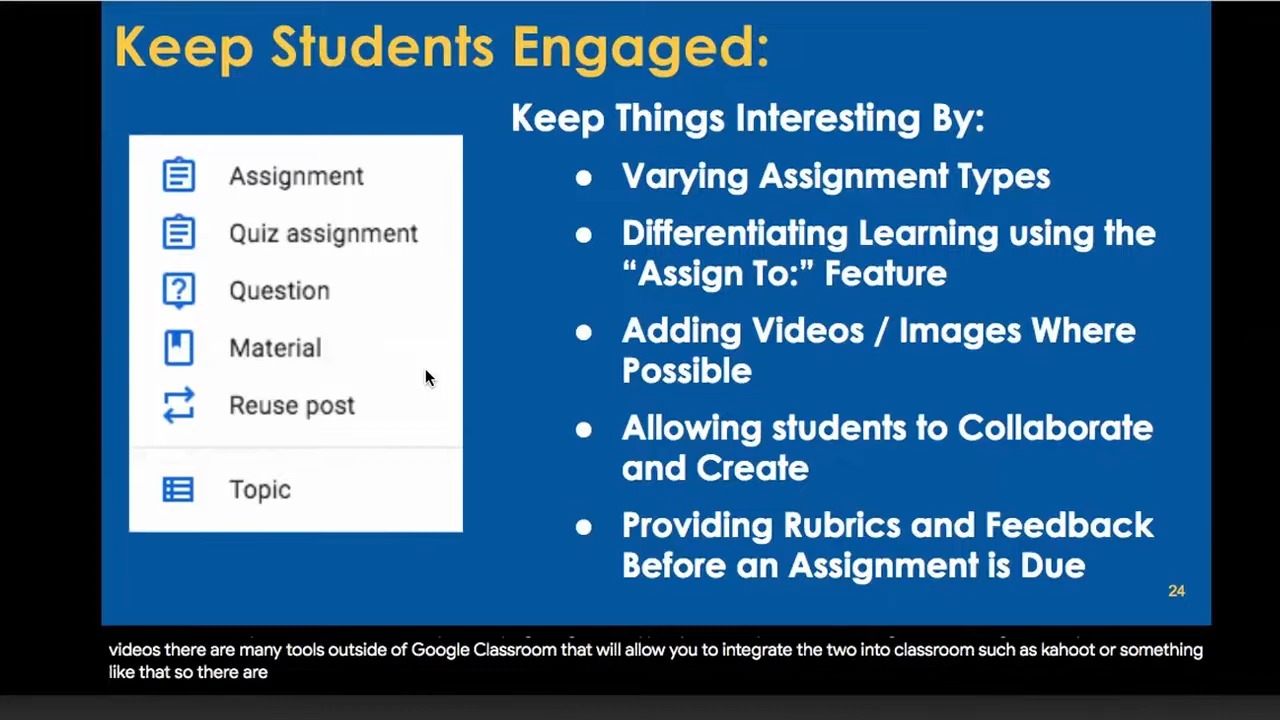 Keep Students Engaged:
Assignment
Quiz assignment
Question
Material
Reuse post
Topic
Keep Things Interesting By:
● Varying Assignment Types
● Differentiating Learning using the
“Assign To:” Feature
● Adding Videos / Images Where
Possible
● Allowing students to Collaborate
and Create
● Providing Rubrics and Feedback
Before an Assignment is Due
24
videos there are many tools outside of Google Classroom that will allow you to integrate the two into classroom such as kahoot or something
like that so there are